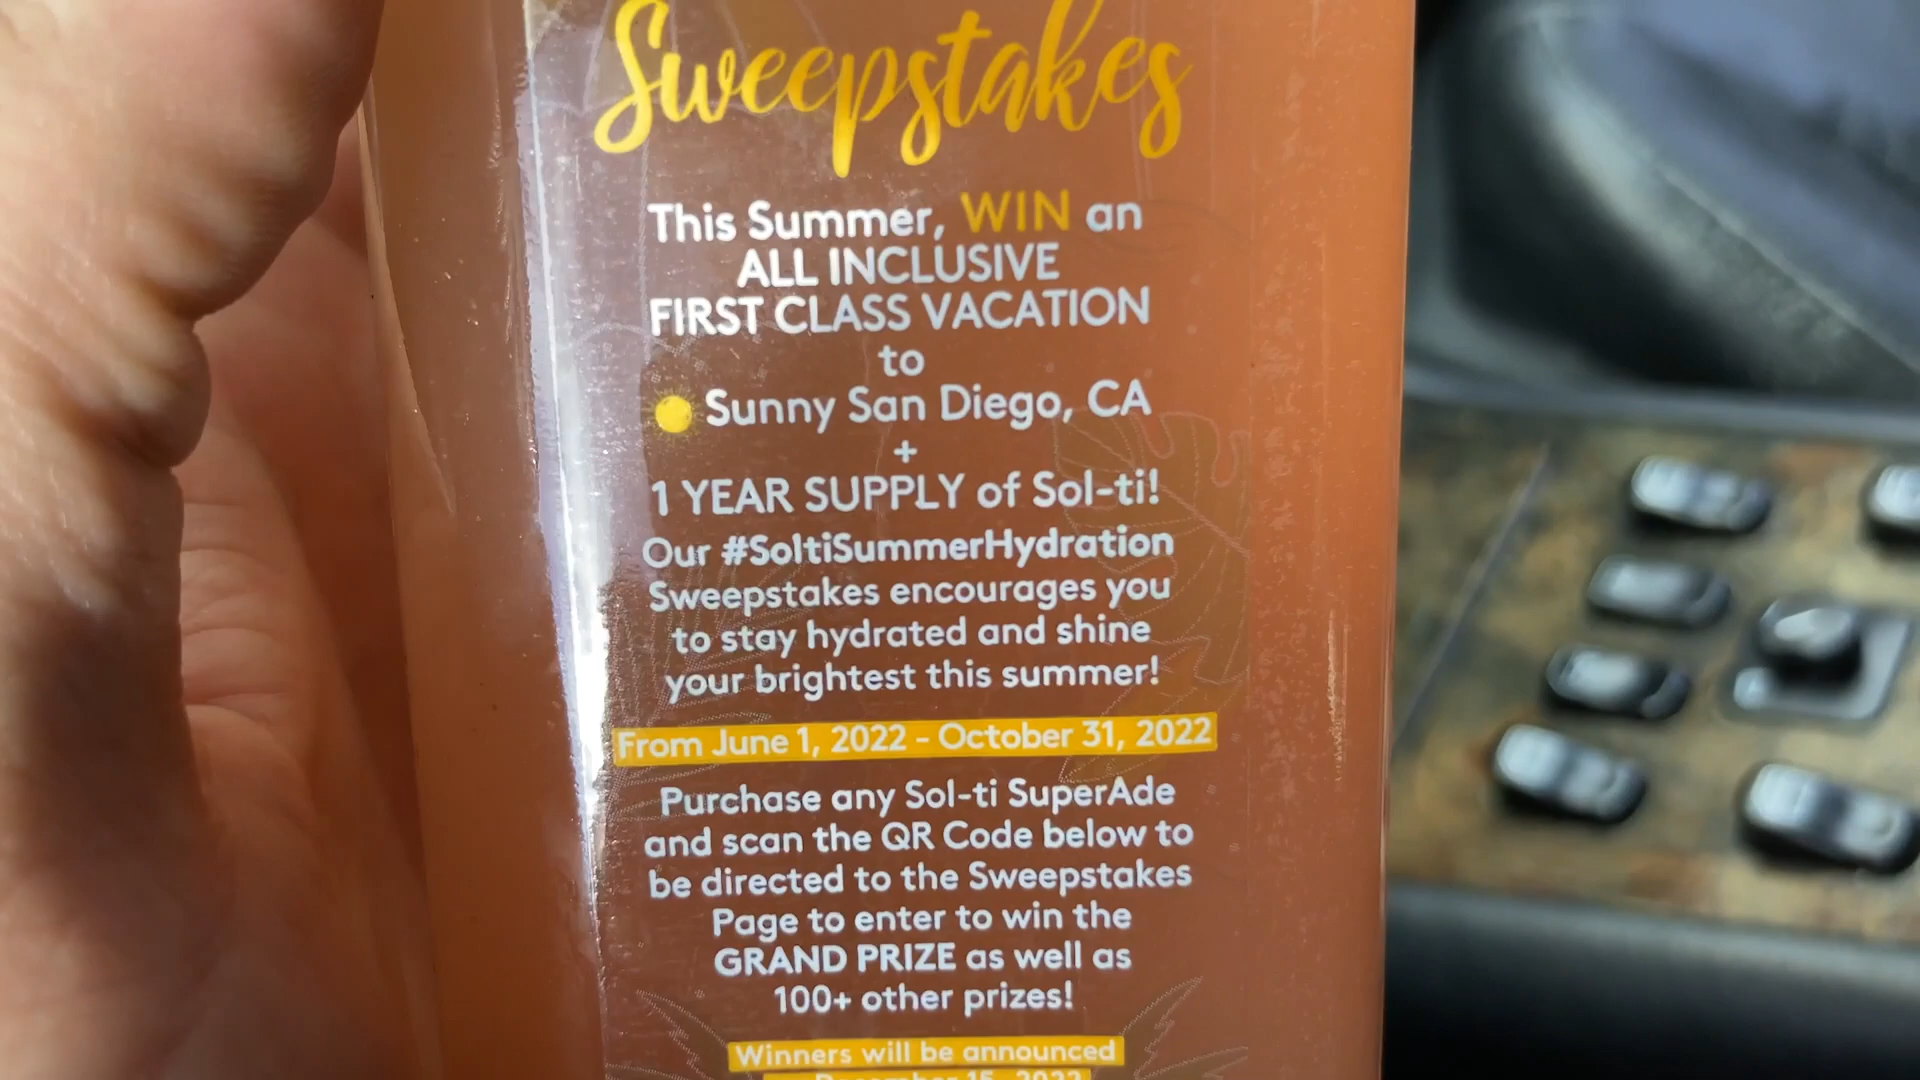 Sweepstakes
This Summer, WIN an
ALL INCLUSIVE
FIRST CLASS VACATION
to
Sunny San Diego, CA
+
1 YEAR SUPPLY of Sol-ti!
Our #SoltiSummerHydration
Sweepstakes encourages you
to stay hydrated and shine
your brightest this summer!
From June 1, 2022 - October 31, 2022
Purchase any Sol-ti SuperAde
and scan the QR Code below to
be directed to the Sweepstakes
Page to enter to win the
GRAND PRIZE as well as
100+ other prizes!
Winners will be announced
December 15, 2022